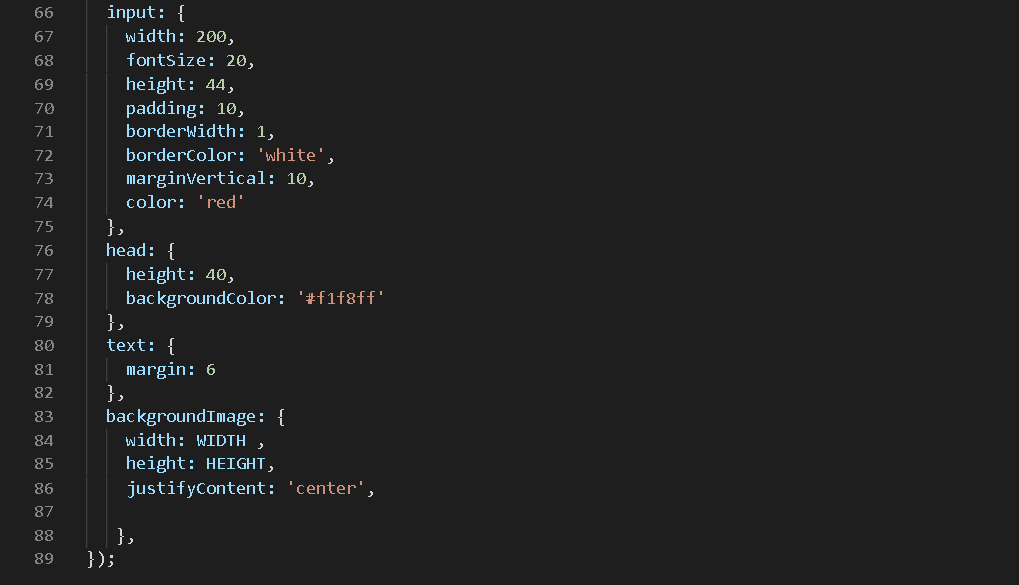 66 input: {
67 width: 200,
68 fontSize: 20,
69 height: 44,
70 padding: 10,
71 borderWidth: 1,
72 borderColor: 'white',
73 marginVertical: 10,
74 color: 'red'
75 },
76 head: {
77 height: 40,
78 backgroundColor: '#f1f8ff'
79 },
80 text: {
81 margin: 6
82 },
83 backgroundImage: {
84 width: WIDTH ,
85 height: HEIGHT,
86 justifyContent: 'center',
87
88 },
89 });